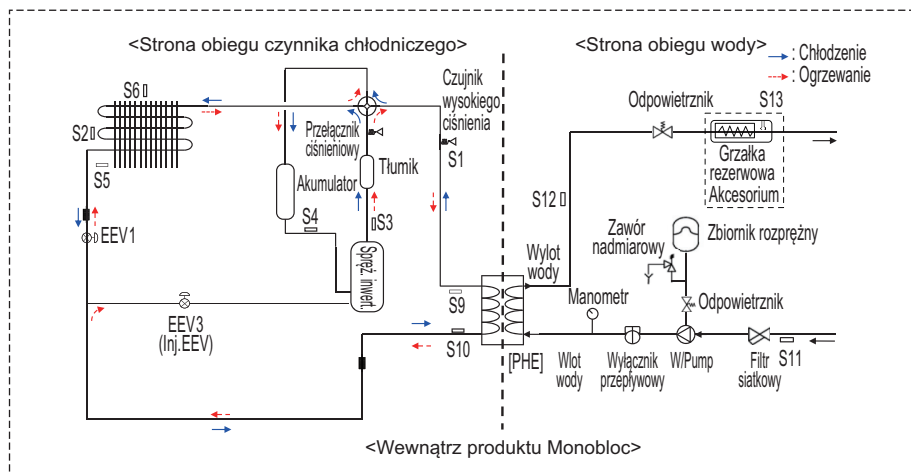 <Strona obiegu czynnika chłodniczego>
<Strona obiegu wody>
: Chłodzenie
: Ogrzewanie
S6
S2
S5
EEV1
EEV3
(Inj.EEV)
Przełącznik
ciśnieniowy
Czujnik
wysokiego
ciśnienia
S1
Tłumik
Akumulator
S4
S3
Spręż. inwert.
S9
S10
[PHE]
Odpowietrznik
S13
Grzałka
rezerwowa
Akcesorium
S12
Wylot
wody
Zawór
nadmiarowy
Zbiornik rozprężny
Manometr
Odpowietrznik
Wlot
wody
Wyłącznik
przepływowy
W/Pump
Filtr
siatkowy
S11
<Wewnątrz produktu Monobloc>